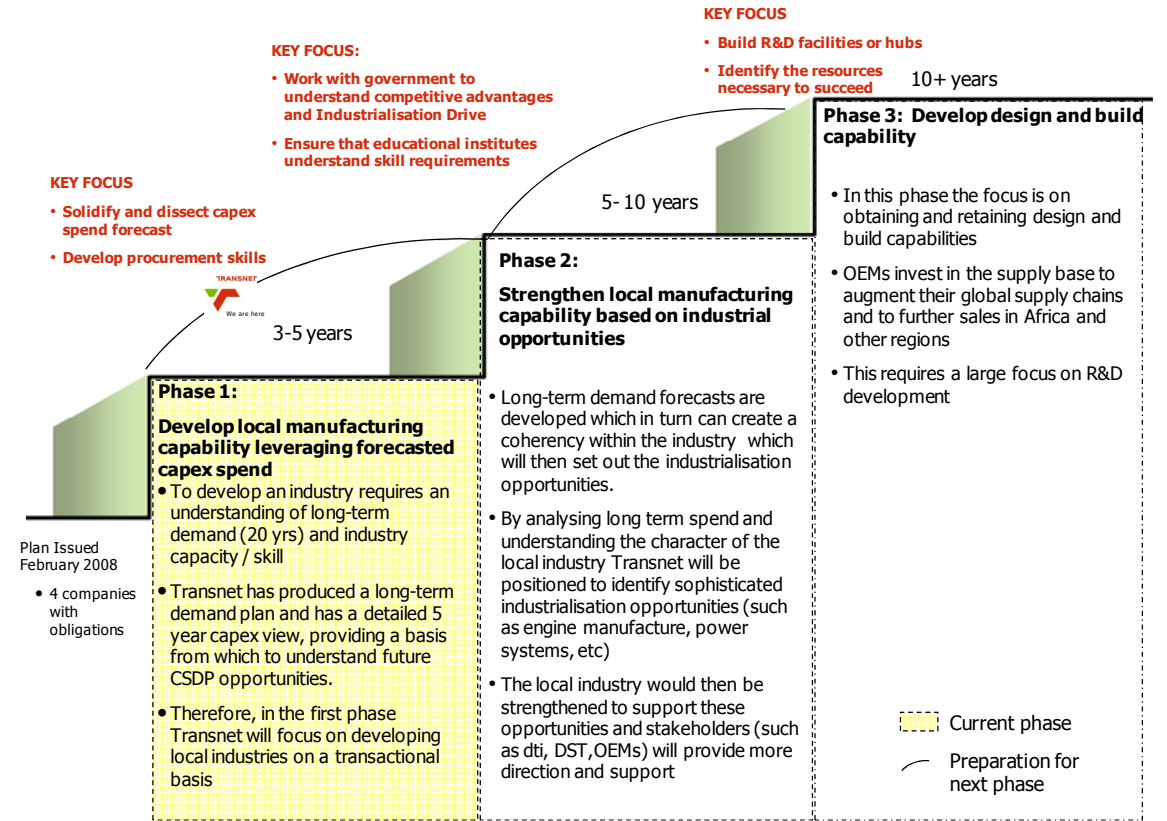 KEY FOCUS
• Build R&D facilities or hubs
• Identify the resources
necessary to succeed
10+ years
KEY FOCUS:
• Work with government to
understand competitive advantages
and Industrialisation Drive
• Ensure that educational institutes
understand skill requirements
KEY FOCUS
• Solidify and dissect capex
spend forecast
• Develop procurement skills
TRANSNET
We are here
3-5 years
5- 10 years
Plan Issued
February 2008
• 4 companies
with
obligations
Phase 1:
Develop local manufacturing
capability leveraging forecasted
capex spend
• To develop an industry requires an
understanding of long-term
demand (20 yrs) and industry
capacity / skill
• Transnet has produced a long-term
demand plan and has a detailed 5
year capex view, providing a basis
from which to understand future
CSDP opportunities.
• Therefore, in the first phase
Transnet will focus on developing
local industries on a transactional
basis
Phase 2:
Strengthen local manufacturing
capability based on industrial
opportunities
• Long-term demand forecasts are
developed which in turn can create a
coherency within the industry which
will then set out the industrialisation
opportunities.
• By analysing long term spend and
understanding the character of the
local industry Transnet will be
positioned to identify sophisticated
industrialisation opportunities (such
as engine manufacture, power
systems, etc)
• The local industry would then be
strengthened to support these
opportunities and stakeholders (such
as dti, DST,OEMs) will provide more
direction and support
Phase 3: Develop design and build
capability
• In this phase the focus is on
obtaining and retaining design and
build capabilities
• OEMs invest in the supply base to
augment their global supply chains
and to further sales in Africa and
other regions
• This requires a large focus on R&D
development
Current phase
Preparation for
next phase